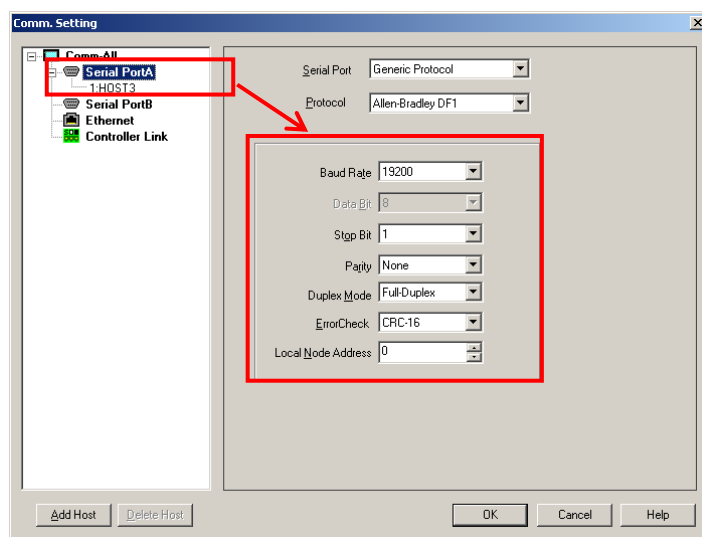 Comm. Setting
Comm-All
Serial PortA
1:HOST3
Serial PortB
Ethernet
Controller Link
Serial Port Generic Protocol
Protocol Allen-Bradley DF1
Baud Rate 19200
Data Bit 8
Stop Bit 1
Parity None
Duplex Mode Full-Duplex
ErrorCheck CRC-16
Local Node Address 0
Add Host Delete Host OK Cancel Help